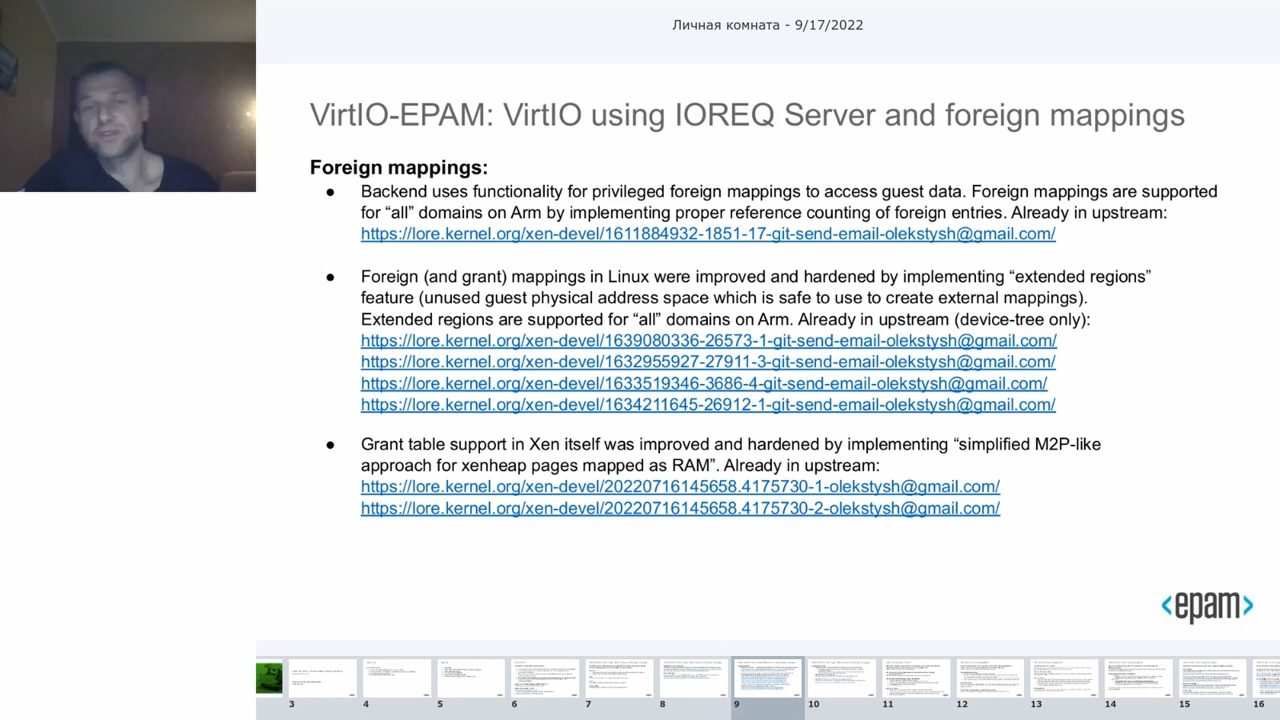 Личная комната - 9/17/2022
VirtIO-EPAM: VirtIO using IOREQ Server and foreign mappings
Foreign mappings:
● Backend uses functionality for privileged foreign mappings to access guest data. Foreign mappings are supported
for “all” domains on Arm by implementing proper reference counting of foreign entries. Already in upstream:
https://lore.kernel.org/xen-devel/1611884932-1851-17-git-send-email-olekstysh@gmail.com/
● Foreign (and grant) mappings in Linux were improved and hardened by implementing “extended regions”
feature (unused guest physical address space which is safe to use to create external mappings).
Extended regions are supported for “all” domains on Arm. Already in upstream (device-tree only):
https://lore.kernel.org/xen-devel/1639080336-26573-1-git-send-email-olekstysh@gmail.com/
https://lore.kernel.org/xen-devel/1632955927-27911-3-git-send-email-olekstysh@gmail.com/
https://lore.kernel.org/xen-devel/1633519346-3686-4-git-send-email-olekstysh@gmail.com/
https://lore.kernel.org/xen-devel/1634211645-26912-1-git-send-email-olekstysh@gmail.com/
● Grant table support in Xen itself was improved and hardened by implementing “simplified M2P-like
approach for xenheap pages mapped as RAM”. Already in upstream:
https://lore.kernel.org/xen-devel/20220716145658.4175730-1-olekstysh@gmail.com/
https://lore.kernel.org/xen-devel/20220716145658.4175730-2-olekstysh@gmail.com/
<epam>
3 4 5 6 7 8 9 10 11 12 13 14 15 16